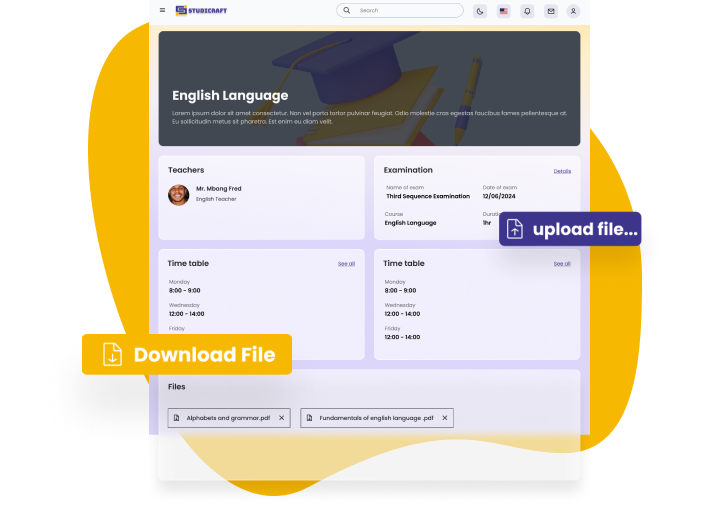 STUDICRAFT
Search
English Language
Lorem ipsum dolor sit amet consectetur. Non vel porta tortor pulvinar feugiat. Odio molestie cras egestas faucibus fames pellentesque at.
Eu sollicitudin metus sit pharetra. Est enim eu diam velit.
Teachers
Mr. Mbang Fred
English Teacher
Examination
Details
Name of exam
Date of exam
Third Sequence Examination
12/06/2024
Course
English Language
1hr
upload file...
Time table
See all
Monday
8:00 - 9:00
Wednesday
12:00 - 14:00
Friday
Time table
See all
Monday
8:00 - 9:00
Wednesday
12:00 - 14:00
Friday
12:00 - 14:00
Download File
Files
Alphabets and grammar.pdf
Fundamentals of english language .pdf